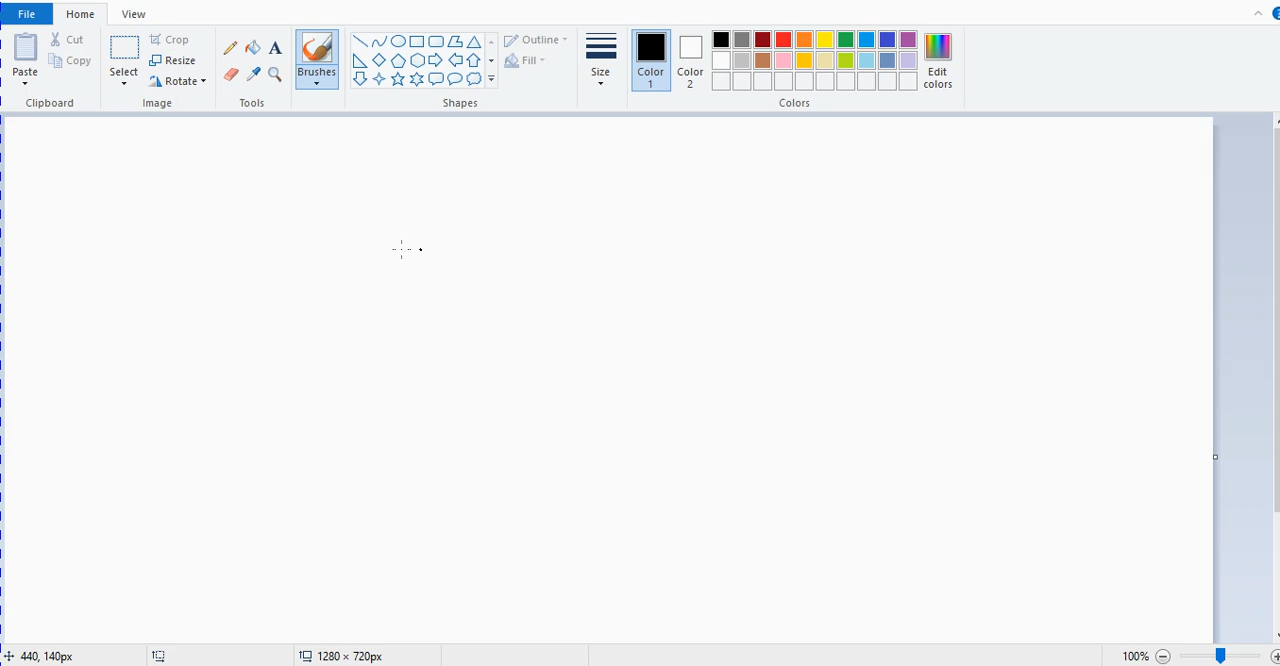 File Home View
Paste Cut Copy Clipboard
Select Crop Resize Rotate Image
A Tools
Brushes
Outline Fill Shapes
Size
Color 1 Color 2 Edit colors Colors
440, 140px 1280 × 720px 100%